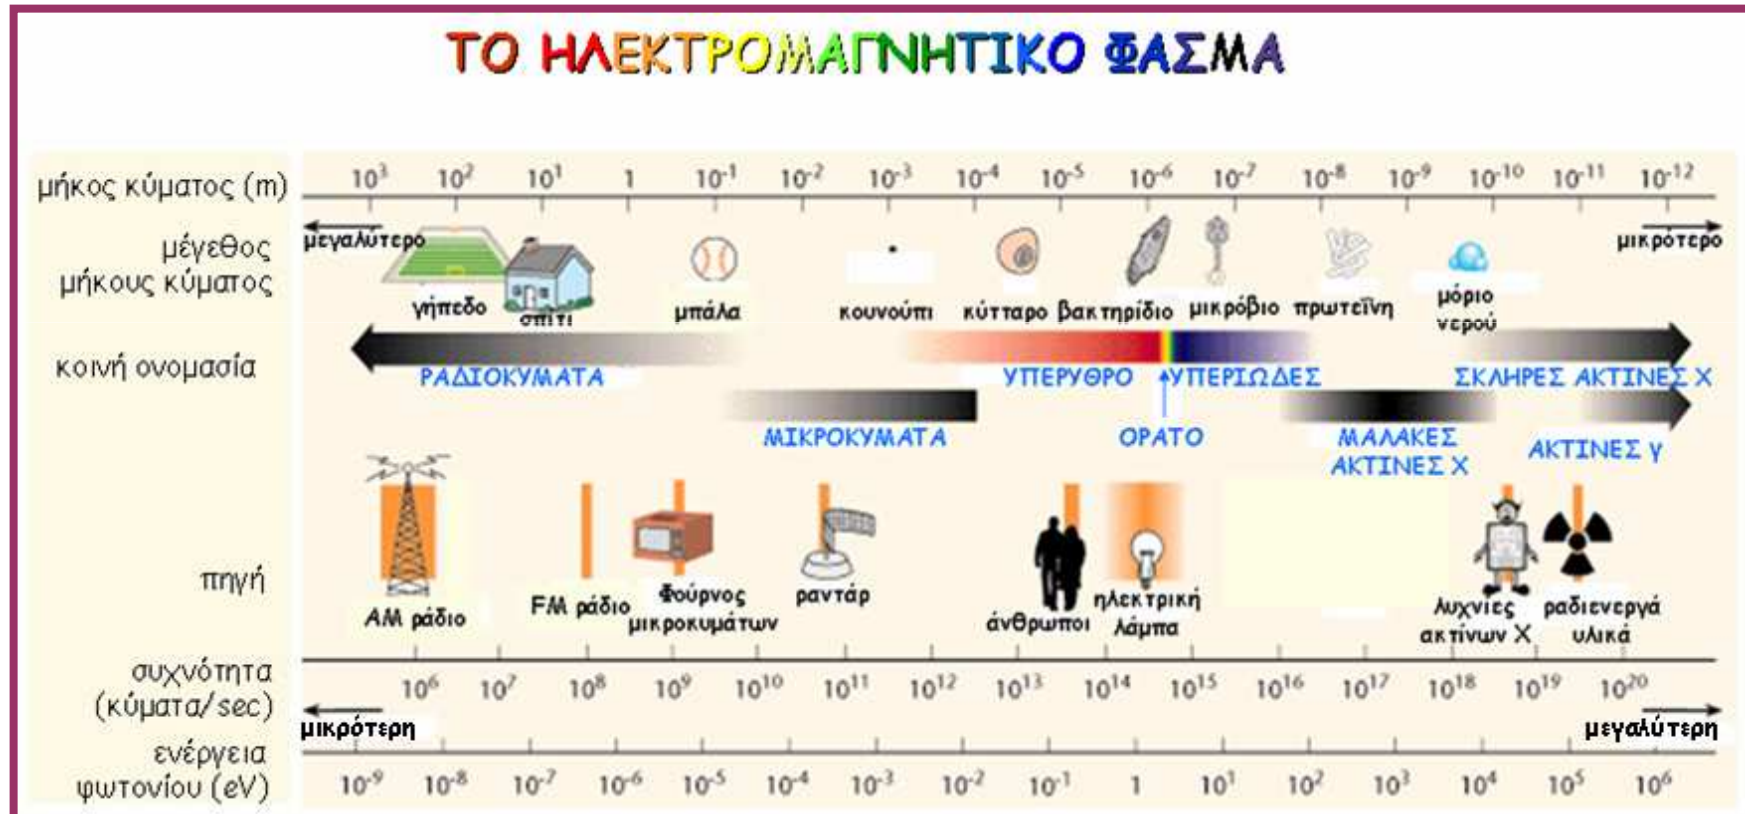 ΤΟ ΗΛΕΚΤΡΟΜΑΓΝΗΤΙΚΟ ΦΑΣΜΑ
μήκος κύματος (m)
10³ 10² 10¹ 1 10⁻¹ 10⁻² 10⁻³ 10⁻⁴ 10⁻⁵ 10⁻⁶ 10⁻⁷ 10⁻⁸ 10⁻⁹ 10⁻¹⁰ 10⁻¹¹ 10⁻¹²
μέγεθος
μήκους κύματος
μεγαλύτερο
μικρότερο
γήπεδο
σπίτι
μπάλα
κουνούπι
κύτταρο
βακτηρίδιο
μικρόβιο
πρωτεΐνη
μόριο
νερού
κοινή ονομασία
ΡΑΔΙΟΚΥΜΑΤΑ
ΥΠΕΡΥΘΡΟ
ΥΠΕΡΙΩΔΕΣ
ΣΚΛΗΡΕΣ ΑΚΤΙΝΕΣ Χ
ΜΙΚΡΟΚΥΜΑΤΑ
ΟΡΑΤΟ
ΜΑΛΑΚΕΣ
ΑΚΤΙΝΕΣ Χ
ΑΚΤΙΝΕΣ γ
πηγή
AM ράδιο
FM ράδιο
Φούρνος
μικροκυμάτων
ραντάρ
άνθρωποι
ηλεκτρική
λάμπα
λυχνίες
ακτίνων Χ
ραδιενεργά
υλικά
συχνότητα
(κύματα/sec)
10⁶ 10⁷ 10⁸ 10⁹ 10¹⁰ 10¹¹ 10¹² 10¹³ 10¹⁴ 10¹⁵ 10¹⁶ 10¹⁷ 10¹⁸ 10¹⁹ 10²⁰
μικρότερη
μεγαλύτερη
ενέργεια
φωτονίου (eV)
10⁻⁹ 10⁻⁸ 10⁻⁷ 10⁻⁶ 10⁻⁵ 10⁻⁴ 10⁻³ 10⁻² 10⁻¹ 1 10¹ 10² 10³ 10⁴ 10⁵ 10⁶